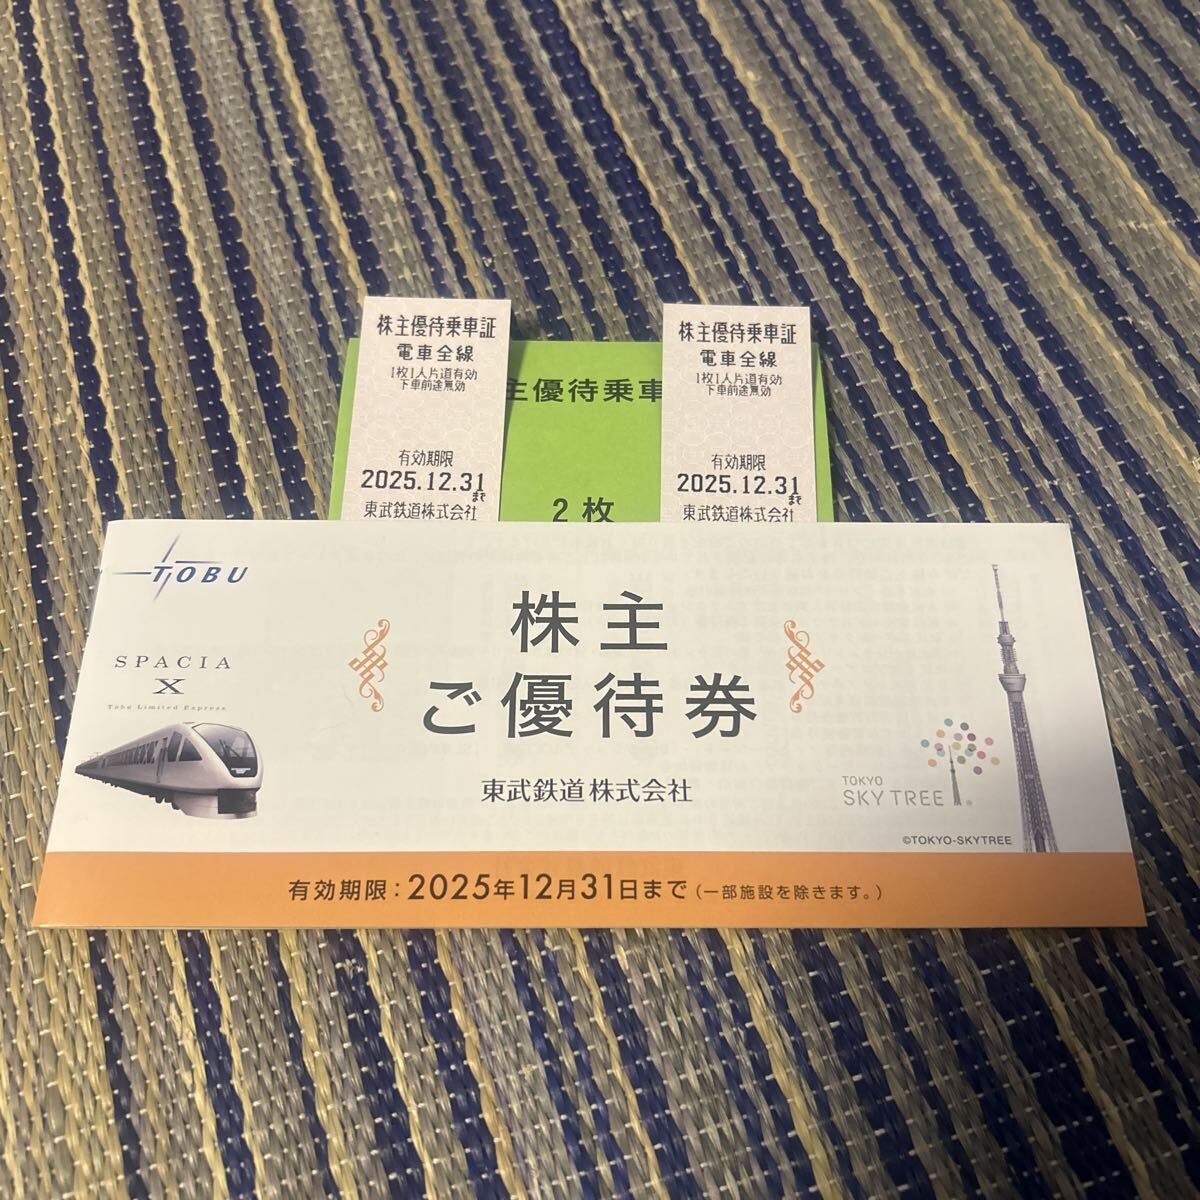 株主優待乗車証
電車全線
1枚1人片道有効
下車前途無効
有効期限
2025.12.31
まで
東武鉄道株式会社
主優待乗車
2枚
株主優待乗車証
電車全線
1枚1人片道有効
下車前途無効
有効期限
2025.12.31
まで
東武鉄道株式会社
TOBU
SPACIA
X
Tobu Limited Express
株主
ご優待券
東武鉄道株式会社
TOKYO
SKYTREE®
©TOKYO-SKYTREE
有効期限：2025年12月31日まで（一部施設を除きます。）